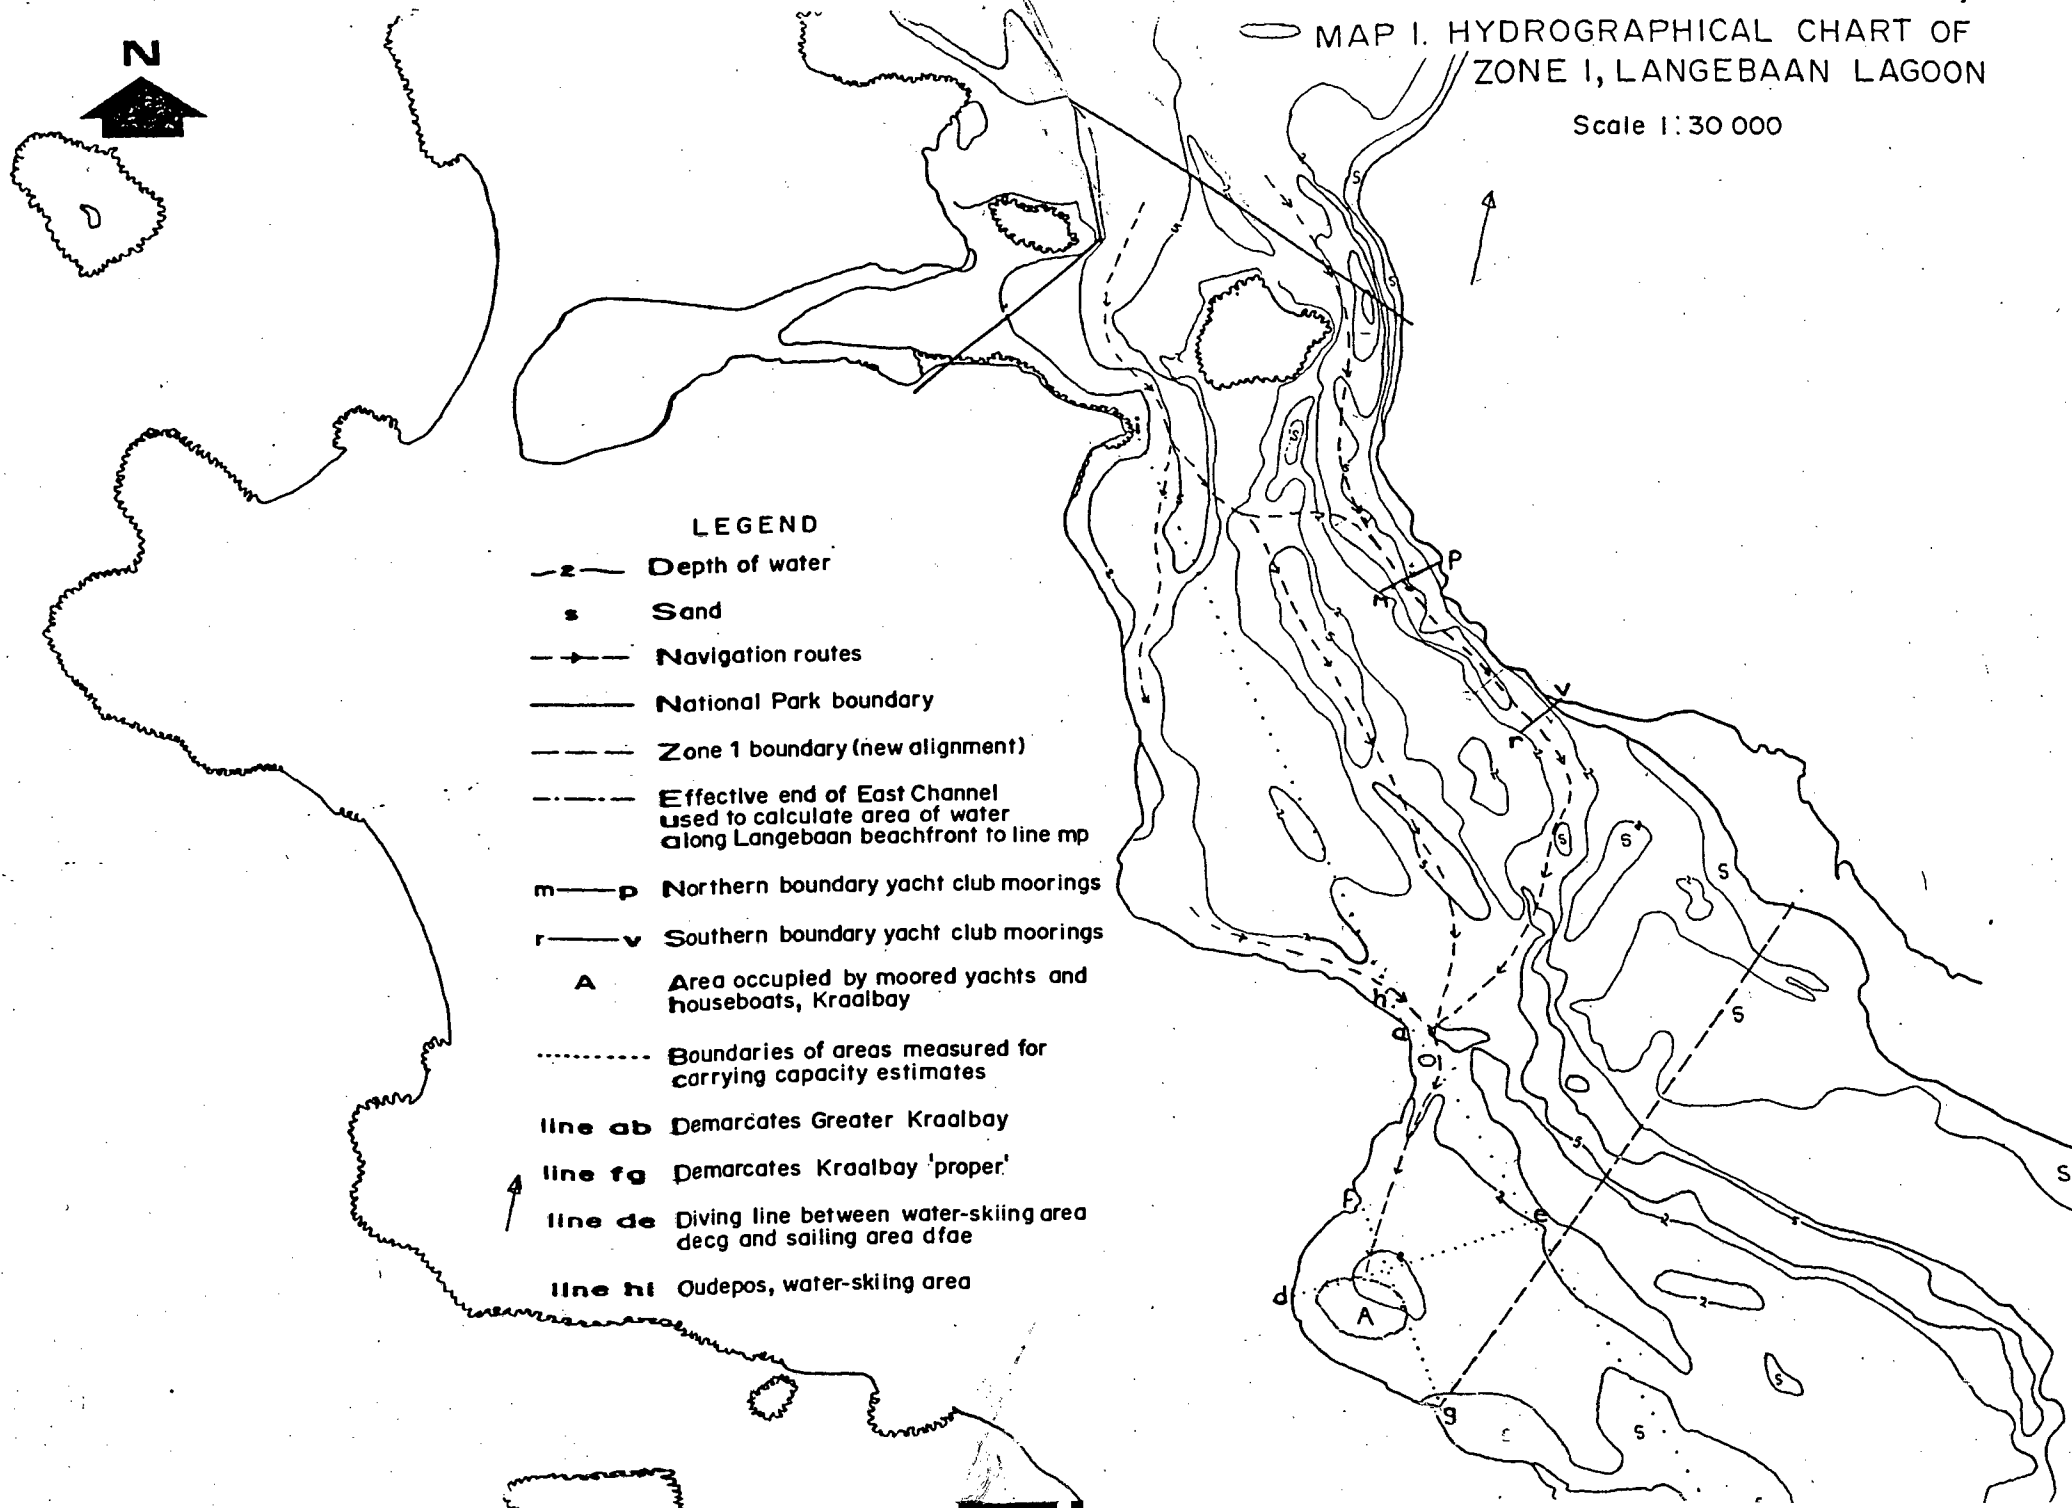 MAP 1. HYDROGRAPHICAL CHART OF
ZONE 1, LANGEBAAN LAGOON
Scale 1:30 000
N
LEGEND
2 Depth of water
s Sand
Navigation routes
National Park boundary
Zone 1 boundary (new alignment)
Effective end of East Channel
used to calculate area of water
along Langebaan beachfront to line mp
m p Northern boundary yacht club moorings
r v Southern boundary yacht club moorings
A Area occupied by moored yachts and
houseboats, Kraalbay
Boundaries of areas measured for
carrying capacity estimates
line ab Demarcates Greater Kraalbay
line fg Demarcates Kraalbay 'proper.'
line de Diving line between water-skiing area
decg and sailing area dfae
line hi Oudepos, water-skiing area
p
m
v
r
h
a
f
e
d
A
g
S
S
S
S
S
S